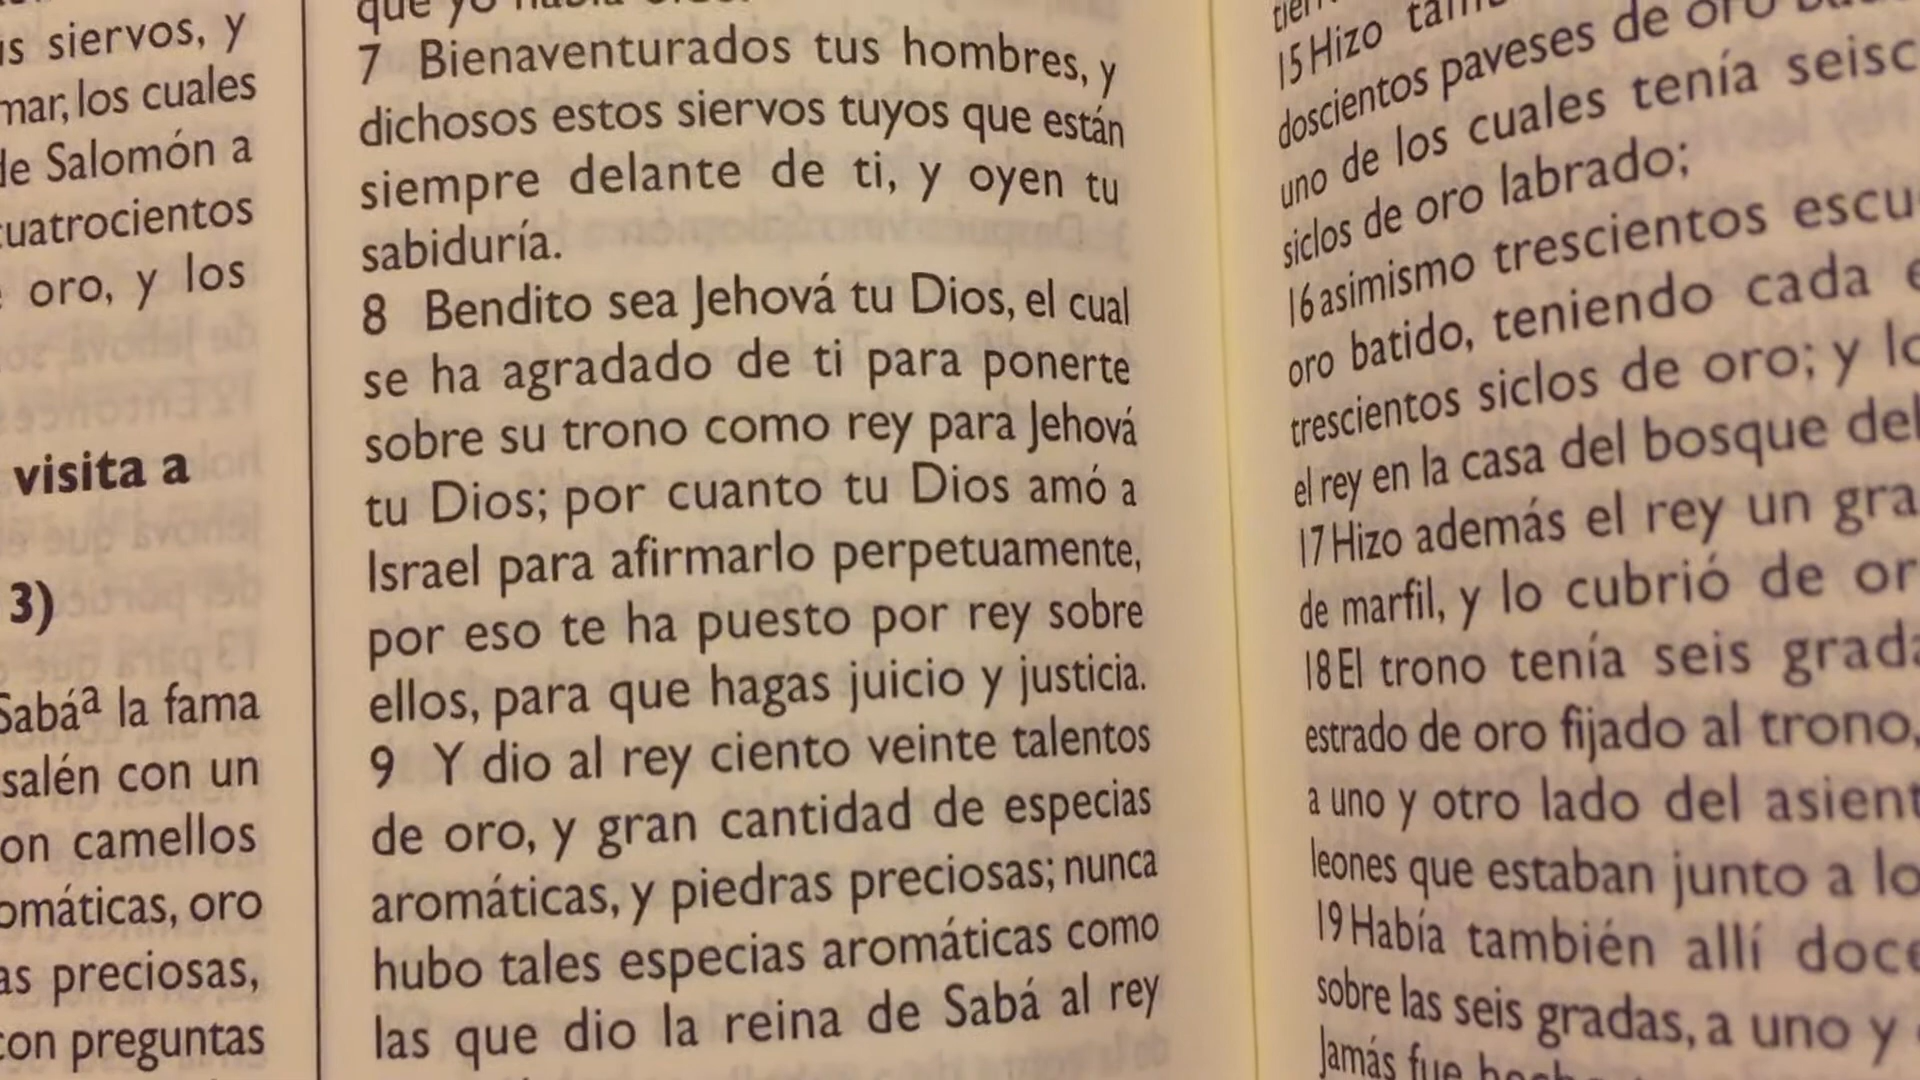 siervos, y
mar, los cuales
de Salomón a
cuatrocientos
oro, y los
visita a
3)
Sabáª la fama
salén con un
on camellos
omáticas, oro
as preciosas,
con preguntas
que yo había
7 Bienaventurados tus hombres, y
dichosos estos siervos tuyos que están
siempre delante de ti, y oyen tu
sabiduría.
8 Bendito sea Jehová tu Dios, el cual
se ha agradado de ti para ponerte
sobre su trono como rey para Jehová
tu Dios; por cuanto tu Dios amó a
Israel para afirmarlo perpetuamente,
por eso te ha puesto por rey sobre
ellos, para que hagas juicio y justicia.
9 Y dio al rey ciento veinte talentos
de oro, y gran cantidad de especias
aromáticas, y piedras preciosas; nunca
hubo tales especias aromáticas como
las que dio la reina de Sabá al rey
15 Hizo
doscientos paveses de oro
uno de los cuales tenía seisc
siclos de oro labrado;
16 asimismo trescientos escu
oro batido, teniendo cada
trescientos siclos de oro; y lo
el rey en la casa del bosque del
17 Hizo además el rey un gra
de marfil, y lo cubrió de or
18 El trono tenía seis grada
estrado de oro fijado al trono,
a uno y otro lado del asient
leones que estaban junto a lo
19 Había también allí doce
sobre las seis gradas, a uno y
Jamás fue